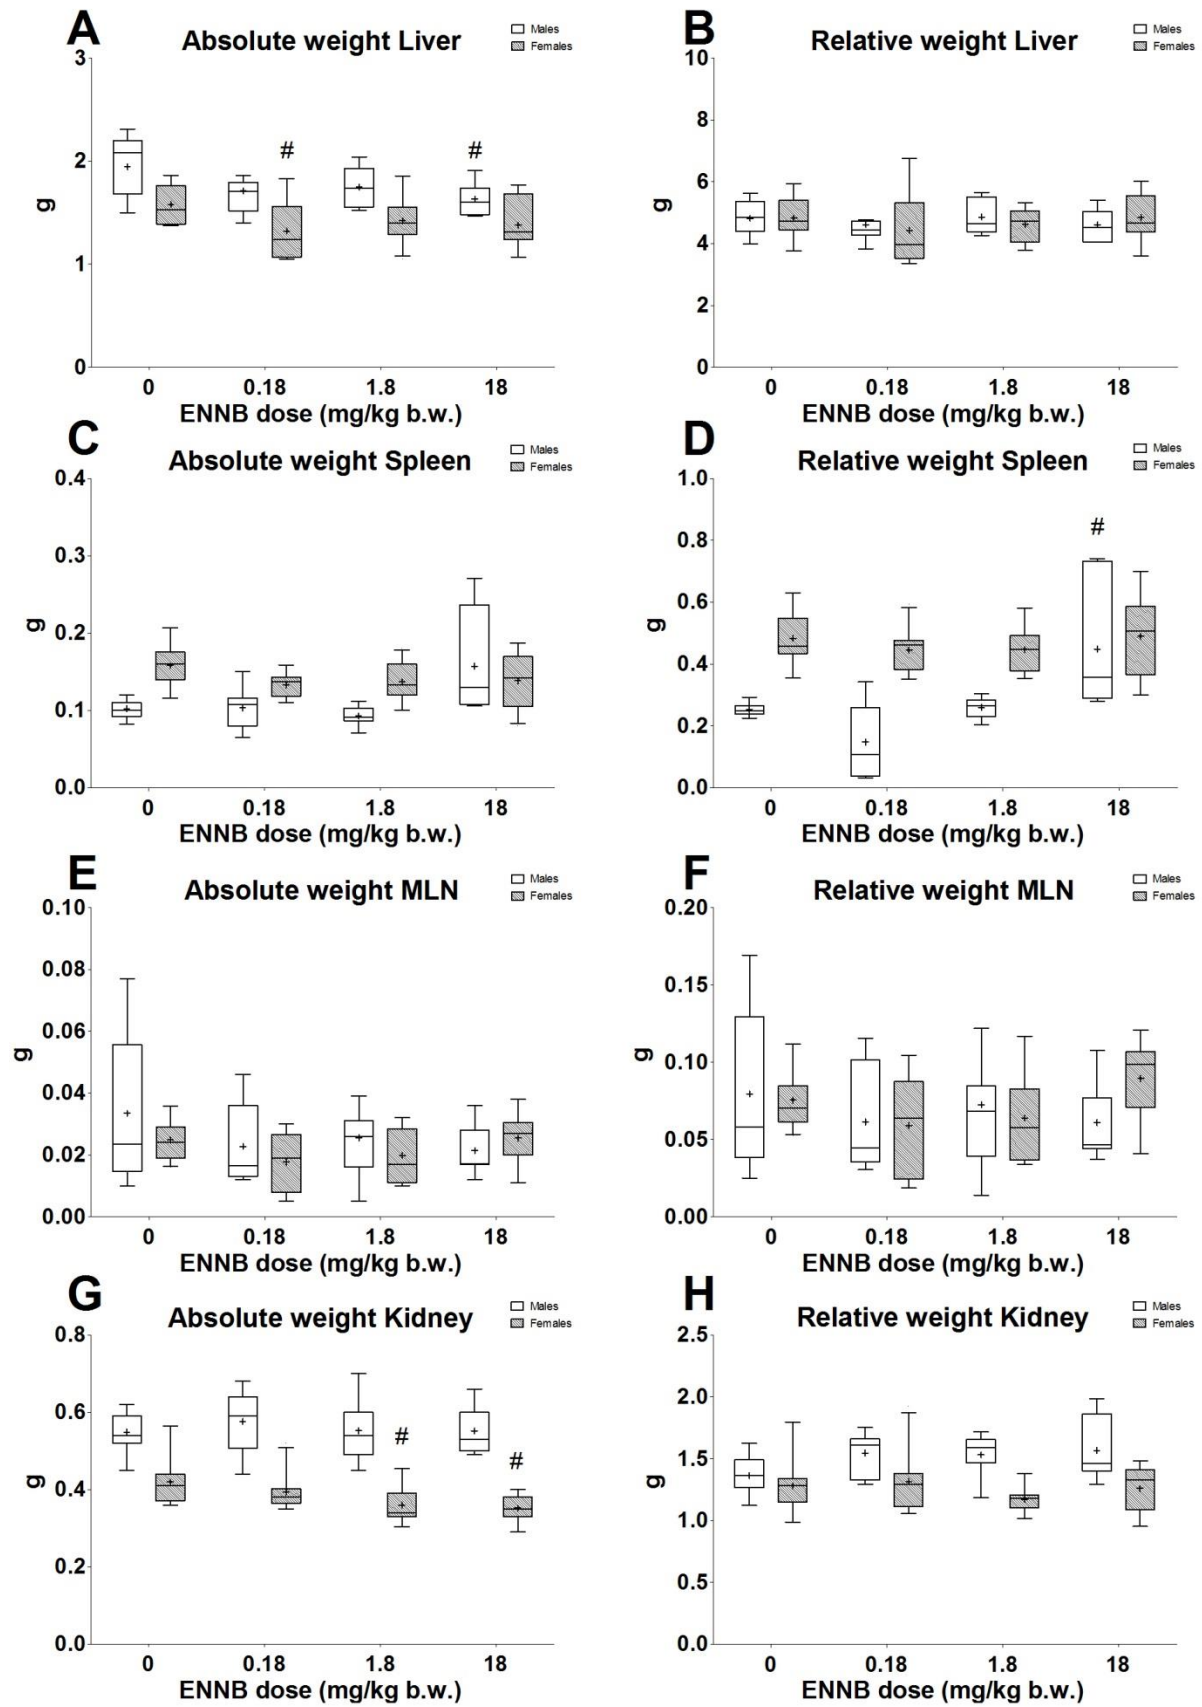 A
Absolute weight Liver
Males
Females
3
2
1
0
g
#
#
0 0.18 1.8 18
ENNB dose (mg/kg b.w.)
B
Relative weight Liver
Males
Females
10
8
6
4
2
0
g
0 0.18 1.8 18
ENNB dose (mg/kg b.w.)
C
Absolute weight Spleen
Males
Females
0.4
0.3
0.2
0.1
0.0
g
0 0.18 1.8 18
ENNB dose (mg/kg b.w.)
D
Relative weight Spleen
Males
Females
1.0
0.8
0.6
0.4
0.2
0.0
g
#
0 0.18 1.8 18
ENNB dose (mg/kg b.w.)
E
Absolute weight MLN
Males
Females
0.10
0.08
0.06
0.04
0.02
0.00
g
0 0.18 1.8 18
ENNB dose (mg/kg b.w.)
F
Relative weight MLN
Males
Females
0.20
0.15
0.10
0.05
0.00
g
0 0.18 1.8 18
ENNB dose (mg/kg b.w.)
G
Absolute weight Kidney
Males
Females
0.8
0.6
0.4
0.2
0.0
g
#
#
0 0.18 1.8 18
ENNB dose (mg/kg b.w.)
H
Relative weight Kidney
Males
Females
2.5
2.0
1.5
1.0
0.5
0.0
g
0 0.18 1.8 18
ENNB dose (mg/kg b.w.)